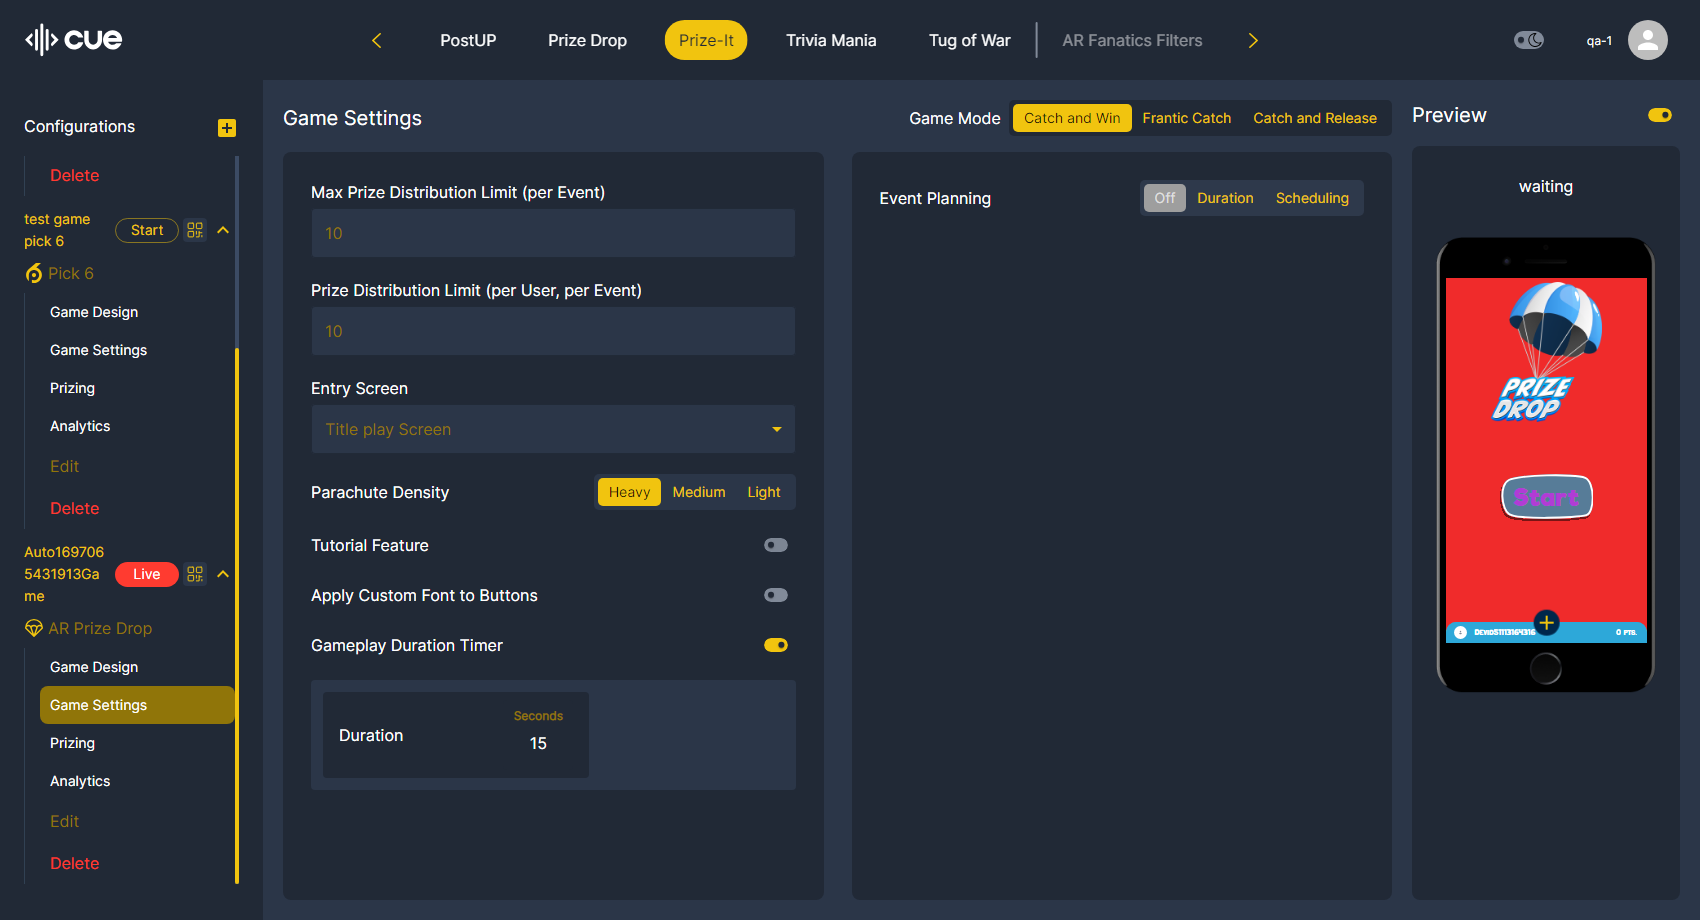 cue
PostUP
Prize Drop
Prize-It
Trivia Mania
Tug of War
AR Fanatics Filters
qa-1
Configurations
Delete
test game
pick 6
Start
Pick 6
Game Design
Game Settings
Prizing
Analytics
Edit
Delete
Auto169706
5431913Ga
me
Live
AR Prize Drop
Game Design
Game Settings
Prizing
Analytics
Edit
Delete
Game Settings
Game Mode
Catch and Win
Frantic Catch
Catch and Release
Max Prize Distribution Limit (per Event)
10
Prize Distribution Limit (per User, per Event)
10
Entry Screen
Title play Screen
Parachute Density
Heavy
Medium
Light
Tutorial Feature
Apply Custom Font to Buttons
Gameplay Duration Timer
Duration
Seconds
15
Event Planning
Off
Duration
Scheduling
Preview
waiting
PRIZE
DROP
Start
0 PTS.